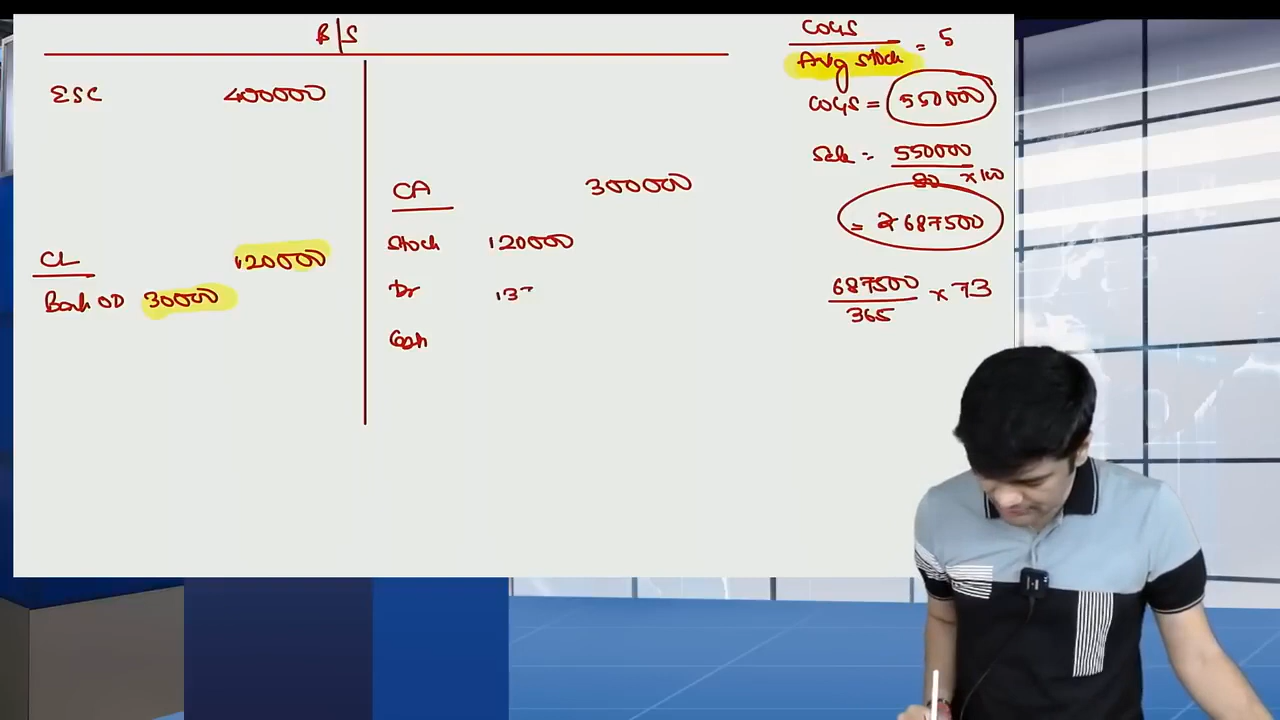 B/S
ESC 400000
CA 300000
Stock 120000
CL 120000
Bank OD 30000
Dr 137
Cash
COGS
Avg stock = 5
COGS = 550000
Sale = 550000
80 x 100
= ₹ 687500
687500
365 x 73